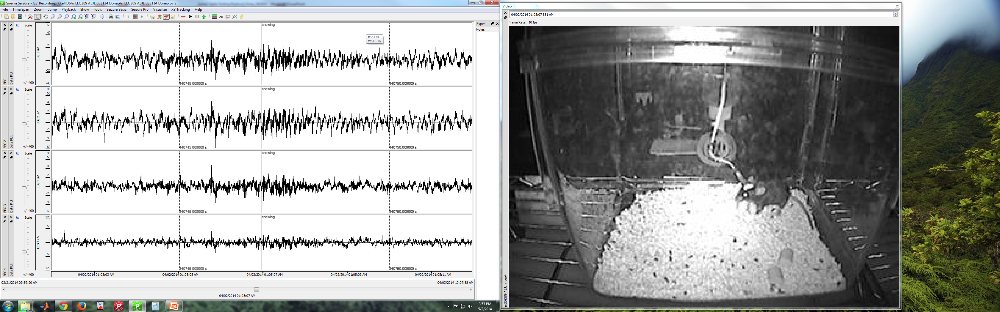 Sirenia Seizure - G:/_Recordings KKeHD6/mEEG389 ABJL 033114 Donep/mEEG389 ABJL 033114 Donep.pvfs
File Time Span Zoom Jump Playback Show Tools Seizure Basic Seizure Pro Visualize XY Tracking Help
Scale
60
40
20
0
-20
-40
EEG 1 uV
EEG 1
Data Plot
+/- 400
chewing
X:7.470
Y:51.346
140745.000000 s
140750.000000 s
Scale
80
60
40
20
0
-20
-40
-60
EEG 2 uV
EEG 2
Data Plot
+/- 400
chewing
140745.000000 s
140750.000000 s
Scale
80
60
40
20
0
-20
-40
-60
EEG 3 uV
EEG 3
Data Plot
+/- 400
chewing
140745.000000 s
140750.000000 s
Scale
120
60
0
-60
-120
EEG 4 uV
EEG 4
Data Plot
+/- 400
chewing
140745.000000 s
140750.000000 s
04/02/2014 01:05:03 AM
04/02/2014 01:05:05 AM
04/02/2014 01:05:07 AM
04/02/2014 01:05:09 AM
04/02/2014 01:05:11 AM
03/31/2014 09:59:20 AM
04/03/2014 10:07:58 AM
04/02/2014 01:05:07 AM
Exper...
Notes
Video
04/02/2014 01:05:07.881 AM
Frame Rate: 10 fps
mEEG389 ABJL_video4
3:53 PM
5/2/2014